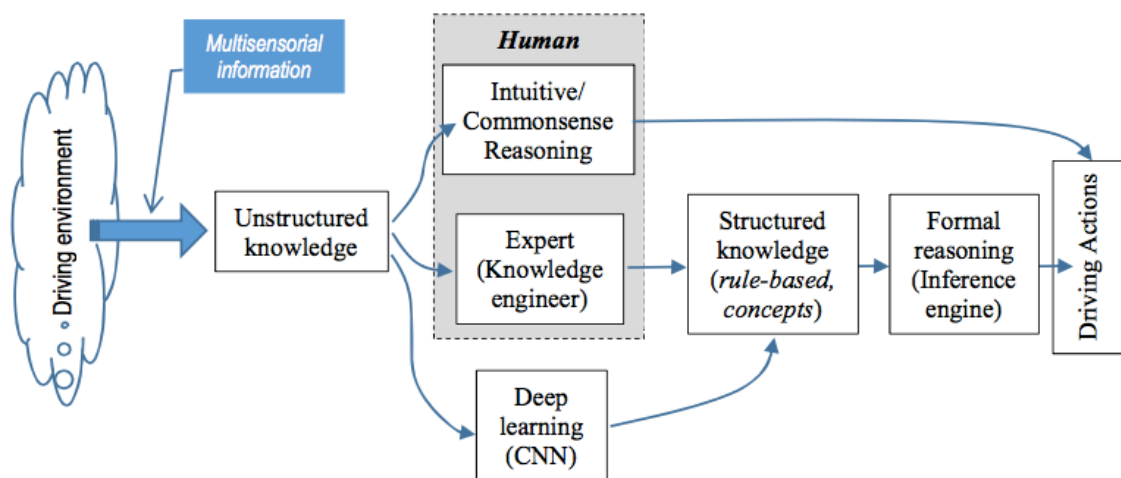 Multisensorial
information
Human
Intuitive/
Commonsense
Reasoning
Driving environment
Unstructured
knowledge
Expert
(Knowledge
engineer)
Structured
knowledge
(rule-based,
concepts)
Formal
reasoning
(Inference
engine)
Driving Actions
Deep
learning
(CNN)